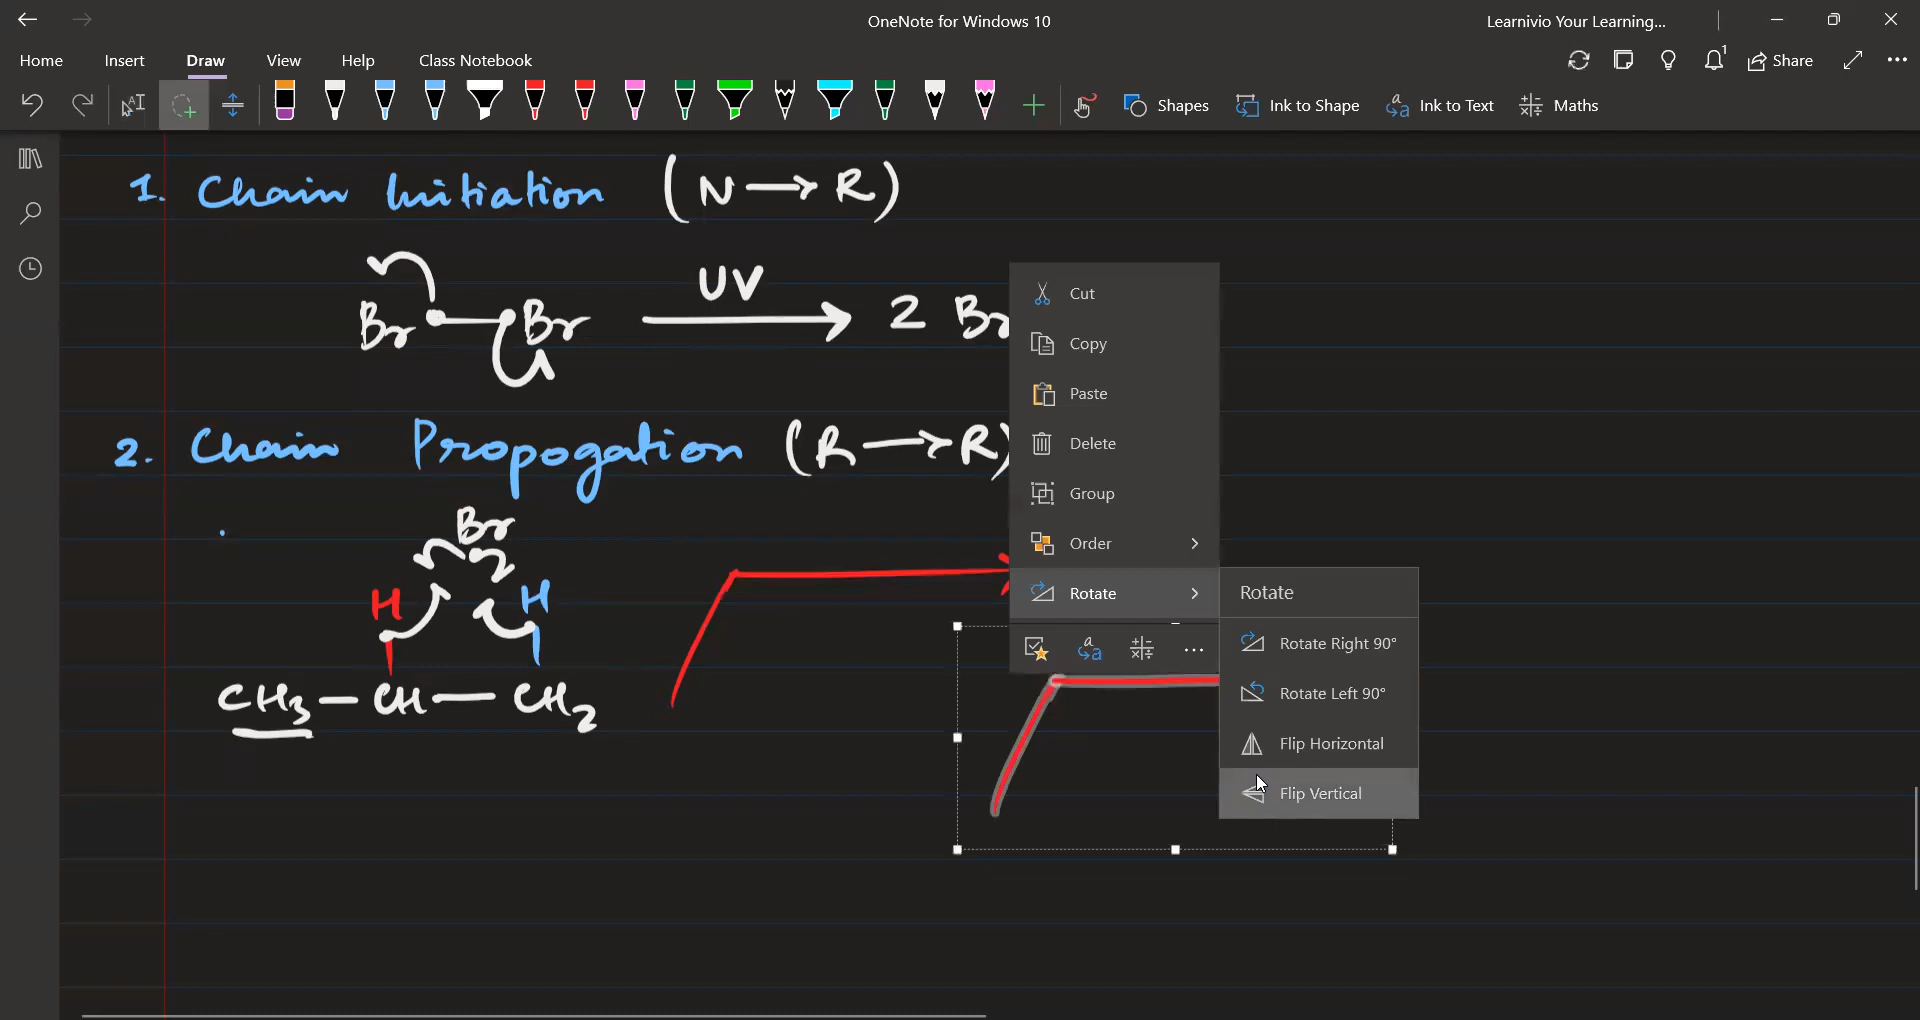 OneNote for Windows 10
Learnivio Your Learning...
Home Insert Draw View Help Class Notebook
1 Share
Shapes Ink to Shape Ink to Text Maths
1. Chain Initiation (N → R)
Br Br UV 2 Br
2. Chain Propogation (R → R)
Br
H H
CH3 — CH — CH2
Cut
Copy
Paste
Delete
Group
Order
Rotate
Rotate
Rotate Right 90°
Rotate Left 90°
Flip Horizontal
Flip Vertical